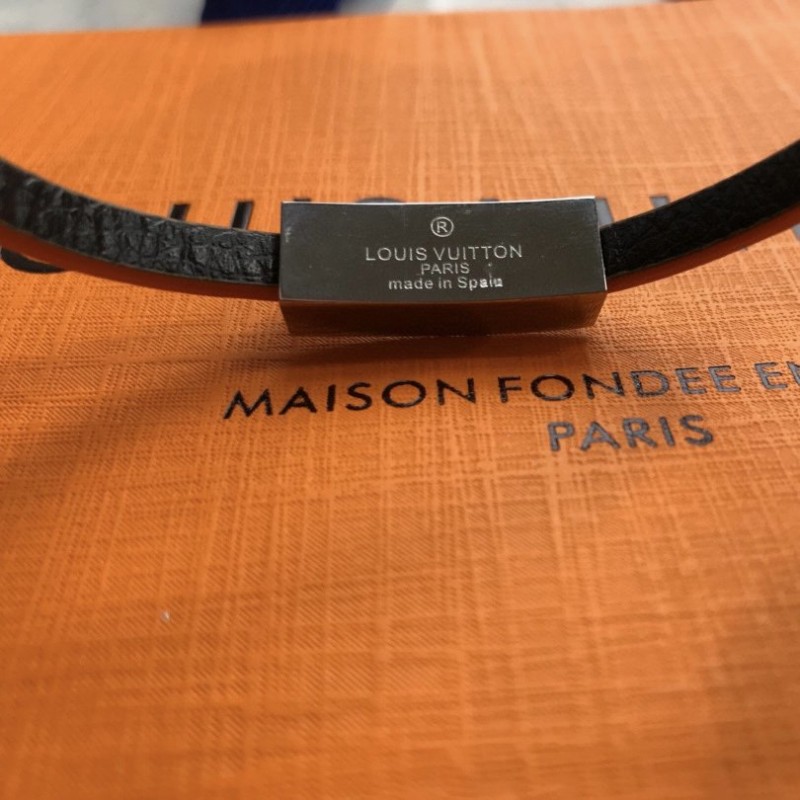 ®
LOUIS VUITTON
PARIS
made in Spain
MAISON FONDEE EN
PARIS